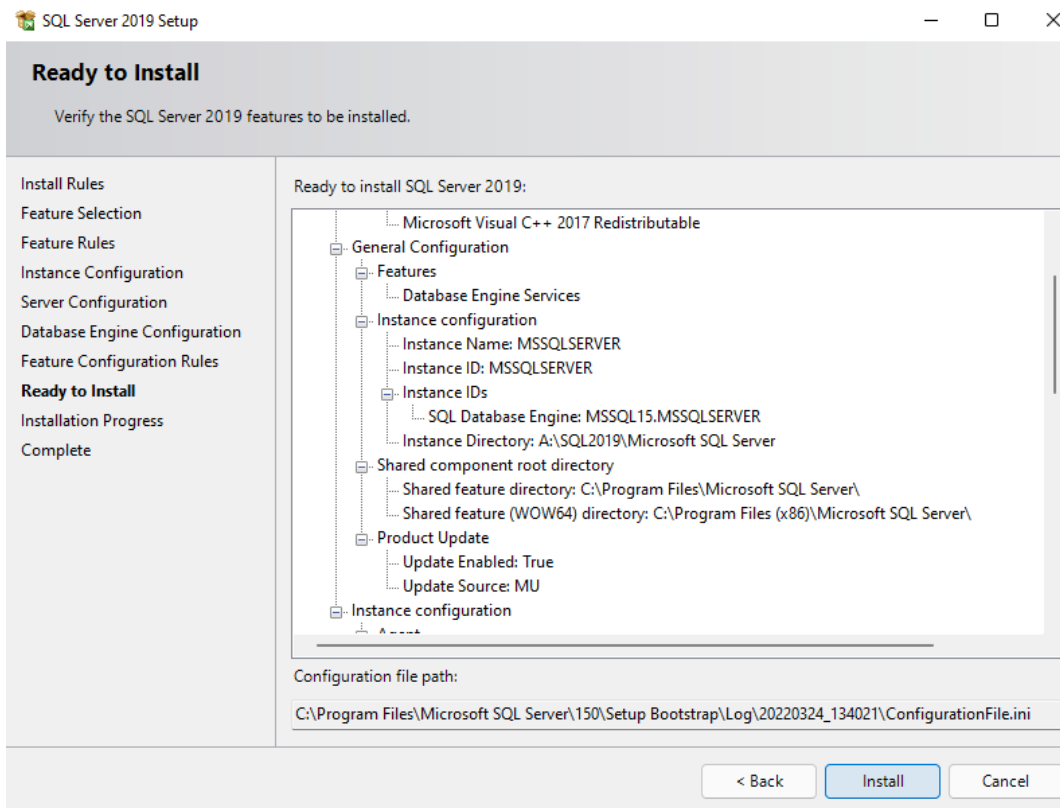 SQL Server 2019 Setup
Ready to Install
Verify the SQL Server 2019 features to be installed.
Install Rules
Feature Selection
Feature Rules
Instance Configuration
Server Configuration
Database Engine Configuration
Feature Configuration Rules
Ready to Install
Installation Progress
Complete
Ready to install SQL Server 2019:
Microsoft Visual C++ 2017 Redistributable
General Configuration
Features
Database Engine Services
Instance configuration
Instance Name: MSSQLSERVER
Instance ID: MSSQLSERVER
Instance IDs
SQL Database Engine: MSSQL15.MSSQLSERVER
Instance Directory: A:\SQL2019\Microsoft SQL Server
Shared component root directory
Shared feature directory: C:\Program Files\Microsoft SQL Server\
Shared feature (WOW64) directory: C:\Program Files (x86)\Microsoft SQL Server\
Product Update
Update Enabled: True
Update Source: MU
Instance configuration
Agent
Configuration file path:
C:\Program Files\Microsoft SQL Server\150\Setup Bootstrap\Log\20220324_134021\ConfigurationFile.ini
< Back
Install
Cancel